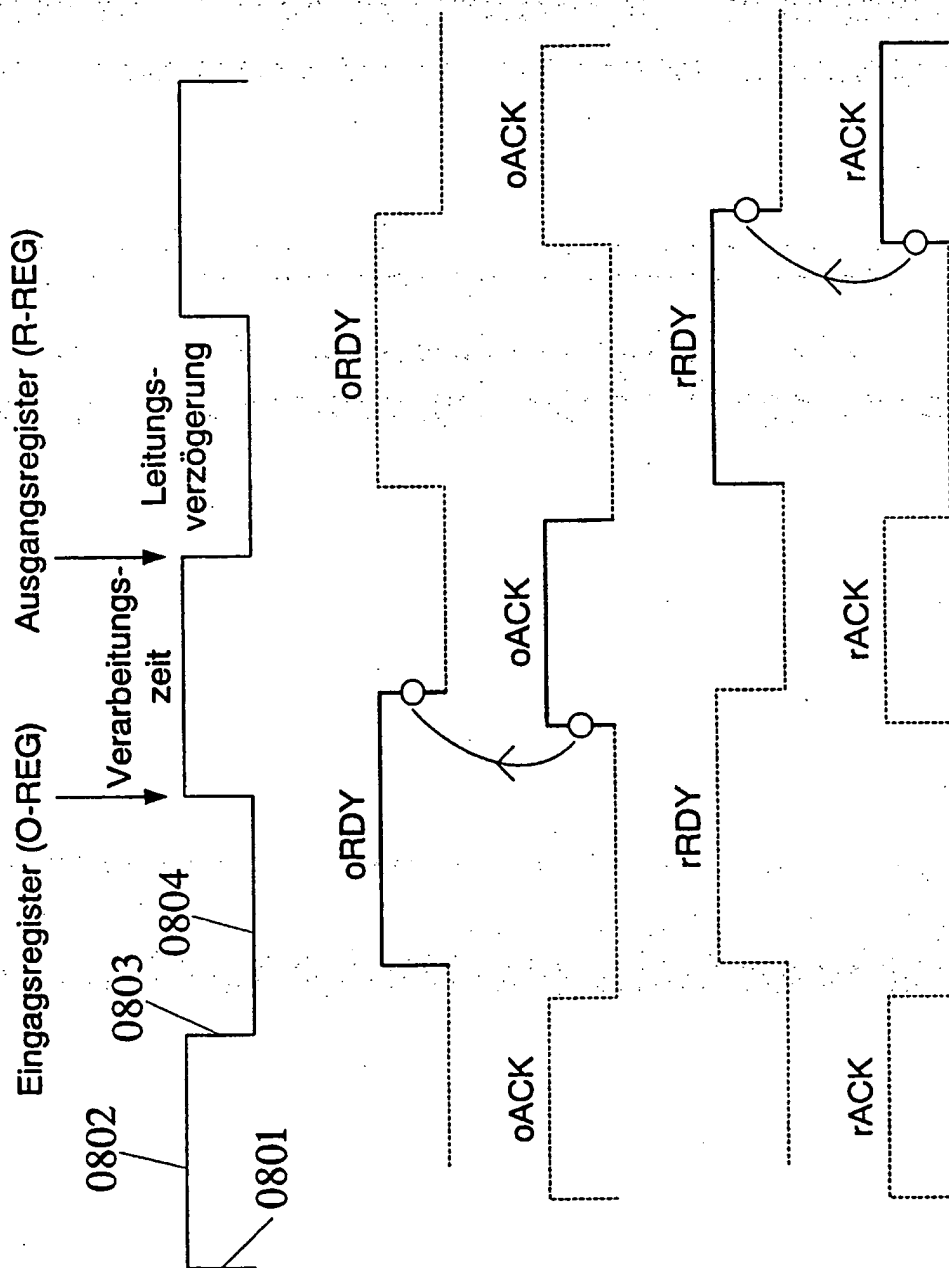 Eingagsregister (O-REG)
Ausgangsregister (R-REG)
Verarbeitungs-
zeit
Leitungs-
verzögerung
0801
0802
0803
0804
oRDY
oRDY
oACK
oACK
oACK
rRDY
rRDY
rACK
rACK
rACK